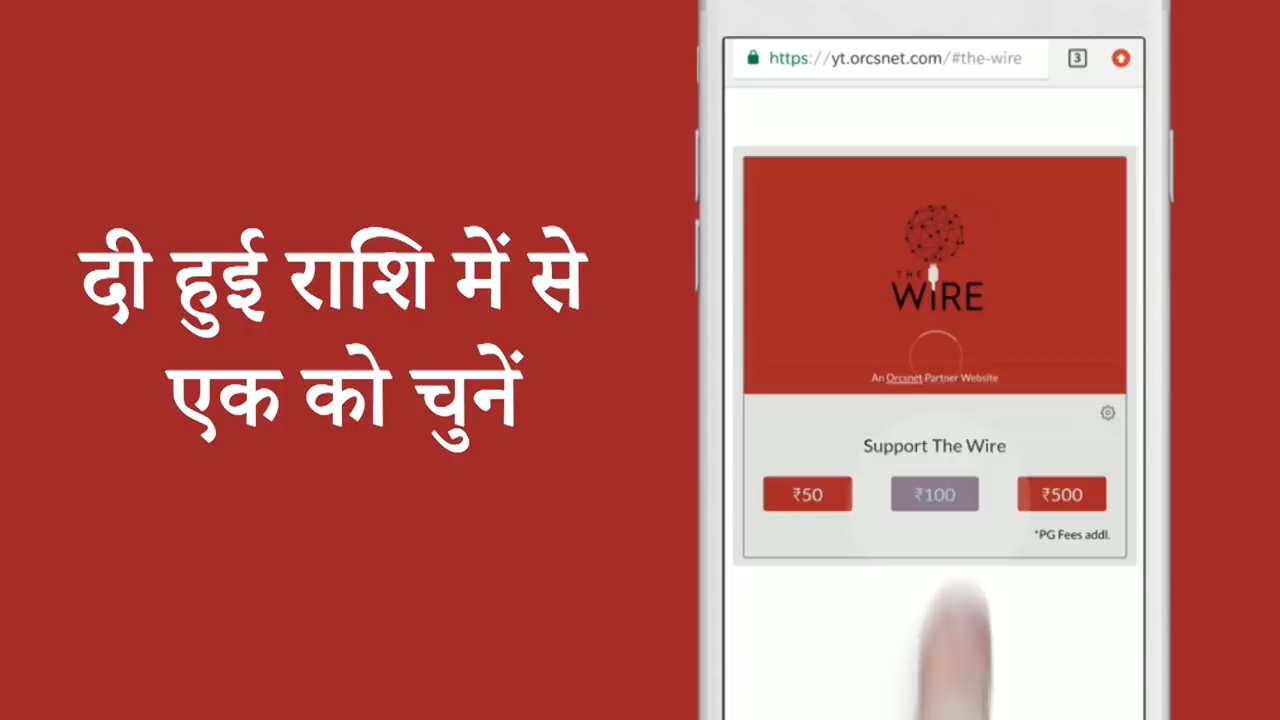 दी हुई राशि में से
एक को चुनें
https://yt.orcsnet.com/#the-wire
3
THE
WIRE
An Orcsnet Partner Website
Support The Wire
₹50 ₹100 ₹500
*PG Fees addl.